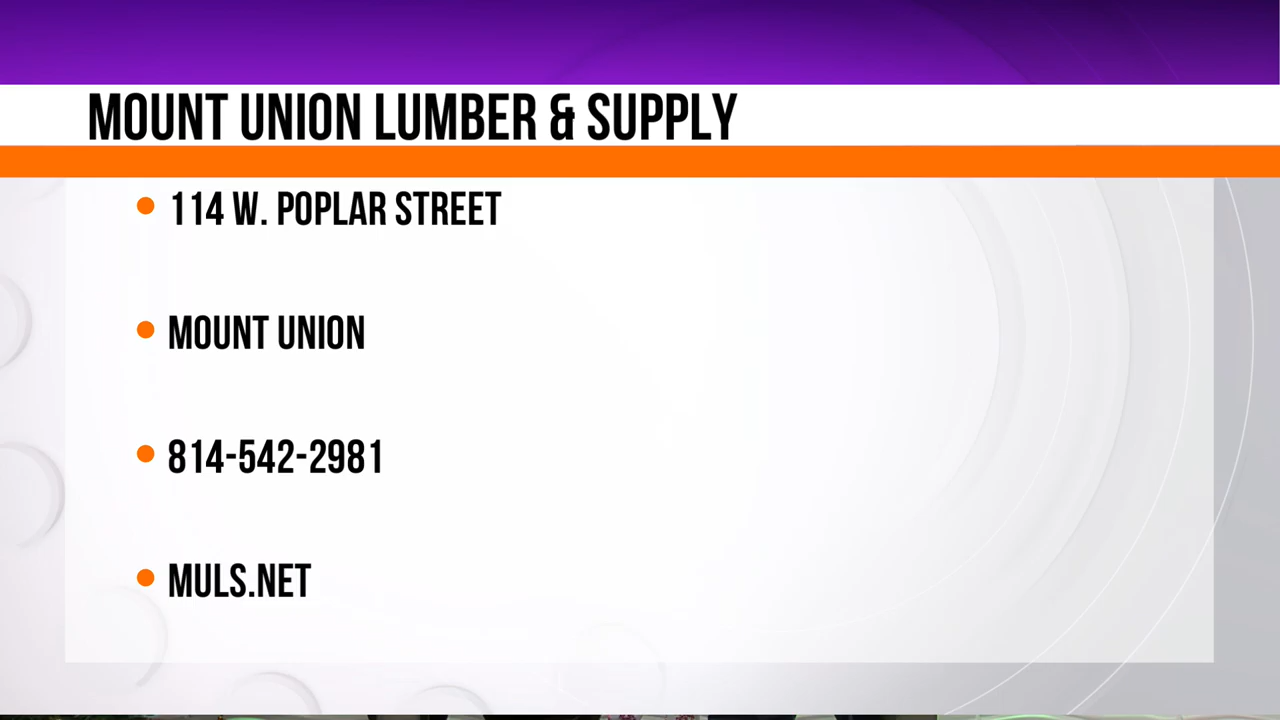 MOUNT UNION LUMBER & SUPPLY
114 W. POPLAR STREET
MOUNT UNION
814-542-2981
MULS.NET